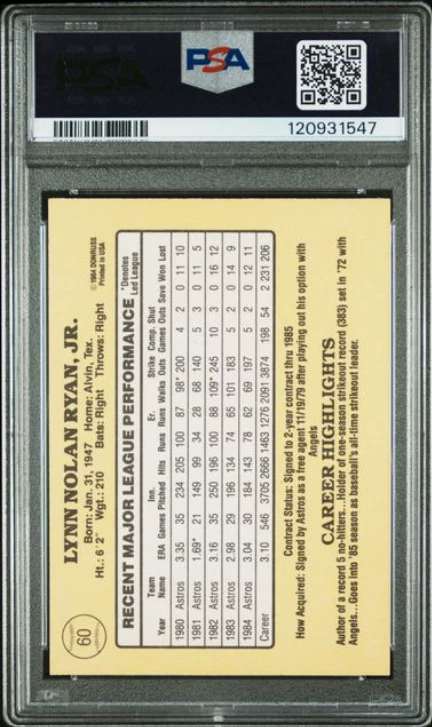 PSA
120931547
60
LYNN NOLAN RYAN, JR.
© 1984 DONRUSS
Printed in USA
Born: Jan. 31, 1947 Home: Alvin, Tex.
Ht.: 6'2" Wgt.: 210 Bats: Right Throws: Right
RECENT MAJOR LEAGUE PERFORMANCE *Denotes Led League
Year Team Name ERA Games Inn. Pitched Hits Runs Er. Runs Walks Strike Outs Comp. Games Shut Outs Save Won Lost
1980 Astros 3.35 35 234 205 100 87 98* 200 4 2 0 11 10
1981 Astros 1.69* 21 149 99 34 28 68 140 5 3 0 11 5
1982 Astros 3.16 35 250 196 100 88 109* 245 10 3 0 16 12
1983 Astros 2.98 29 196 134 74 65 101 183 5 2 0 14 9
1984 Astros 3.04 30 184 143 78 62 69 197 5 2 0 12 11
Career 3.10 546 3705 2666 1463 1276 2091 3874 198 54 2 231 206
Contract Status: Signed to 2-year contract thru 1985
How Acquired: Signed by Astros as a free agent 11/19/79 after playing out his option with
Angels
CAREER HIGHLIGHTS
Author of a record 5 no-hitters...Holder of one-season strikeout record (383) set in '72 with
Angels...Goes into '85 season as baseball's all-time strikeout leader.